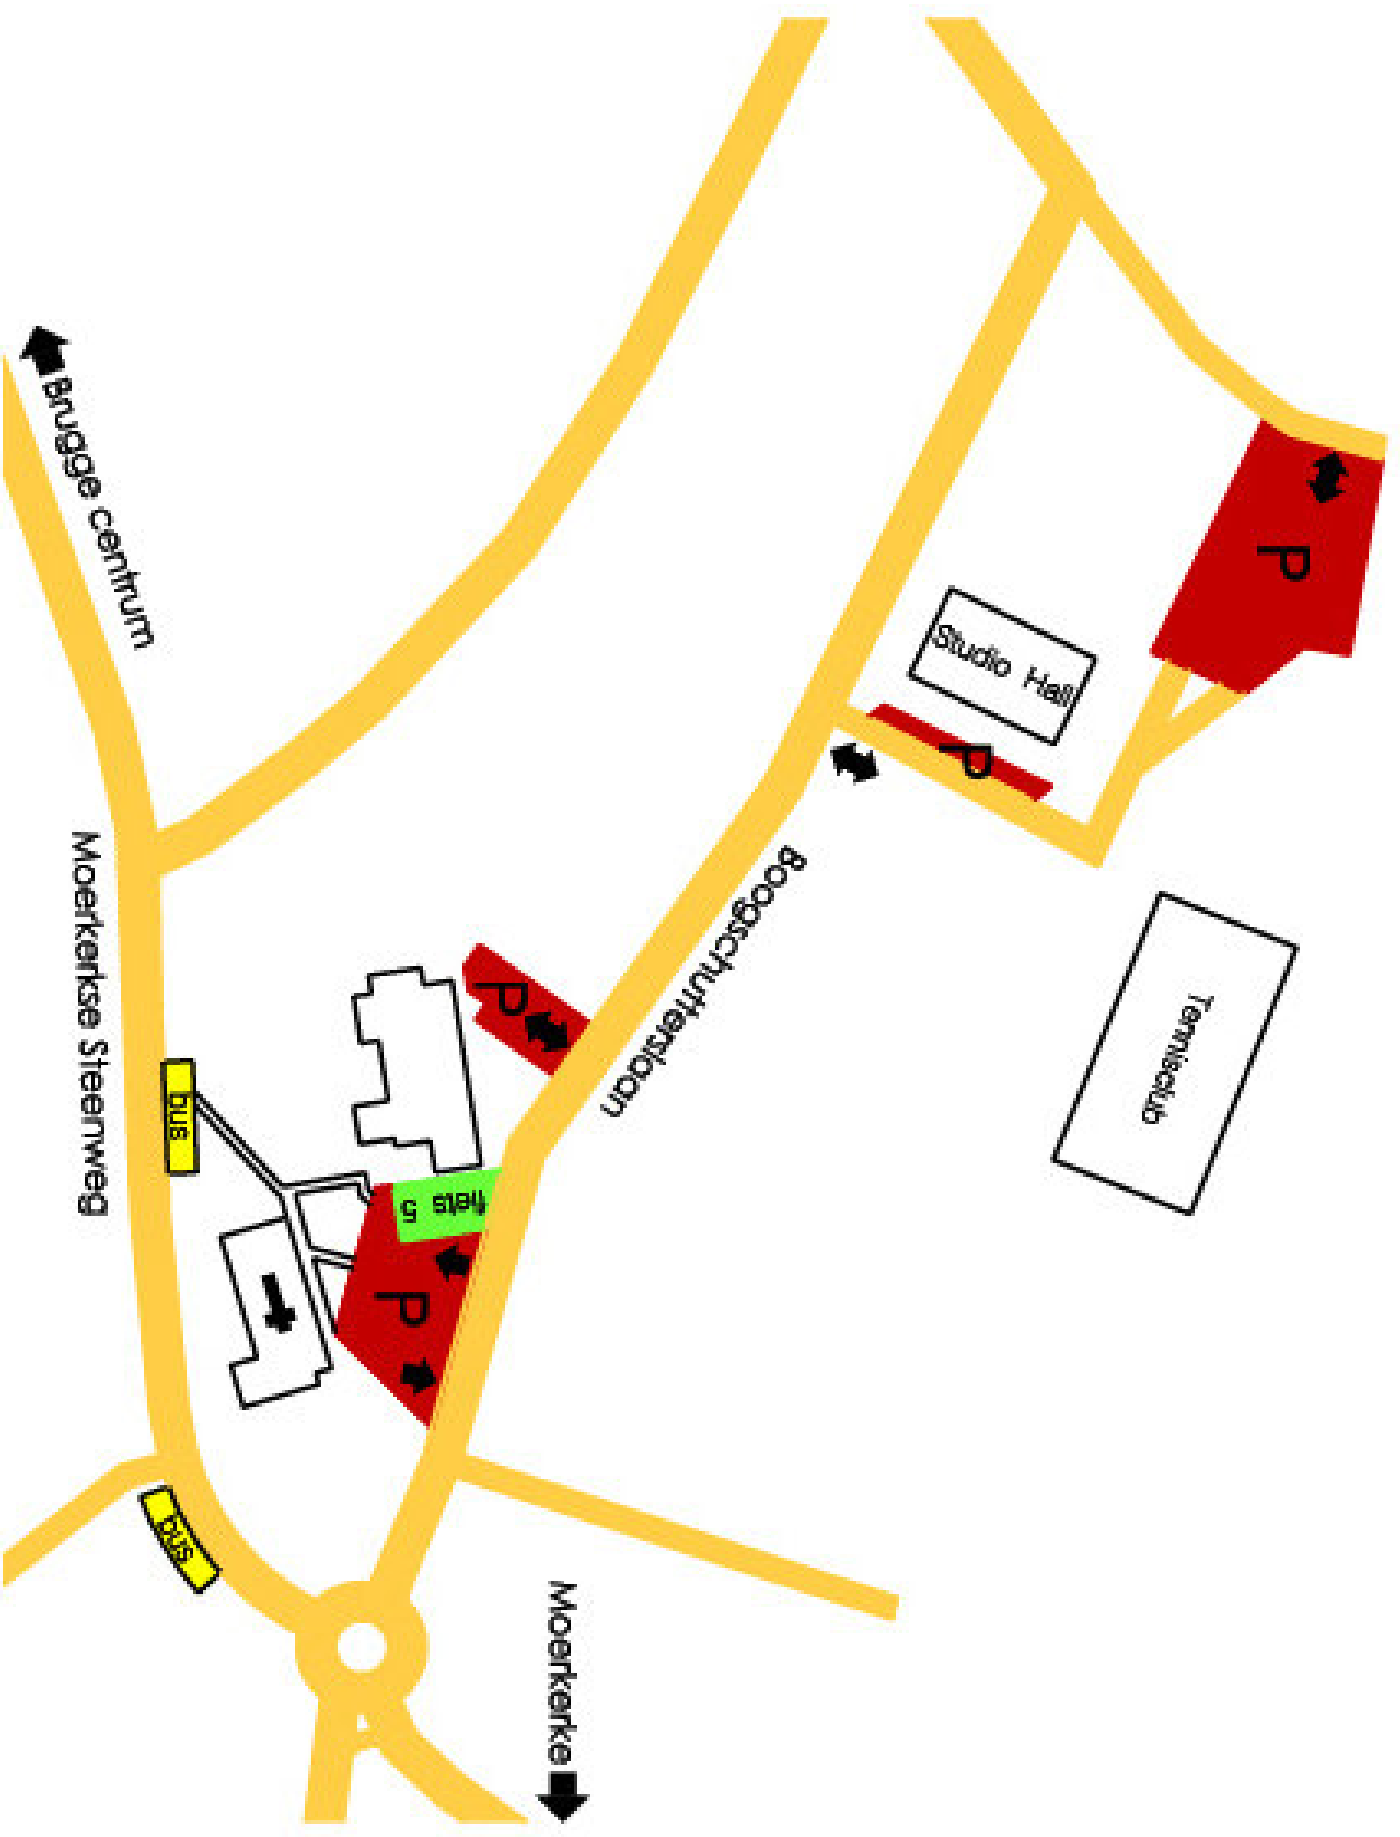 Brugge centrum
Moerkerkse Steenweg
bus
bus
Boogschutterslaan
Studio Hall
P
P
P
P
fiets 5
Tennisclub
Moerkerke